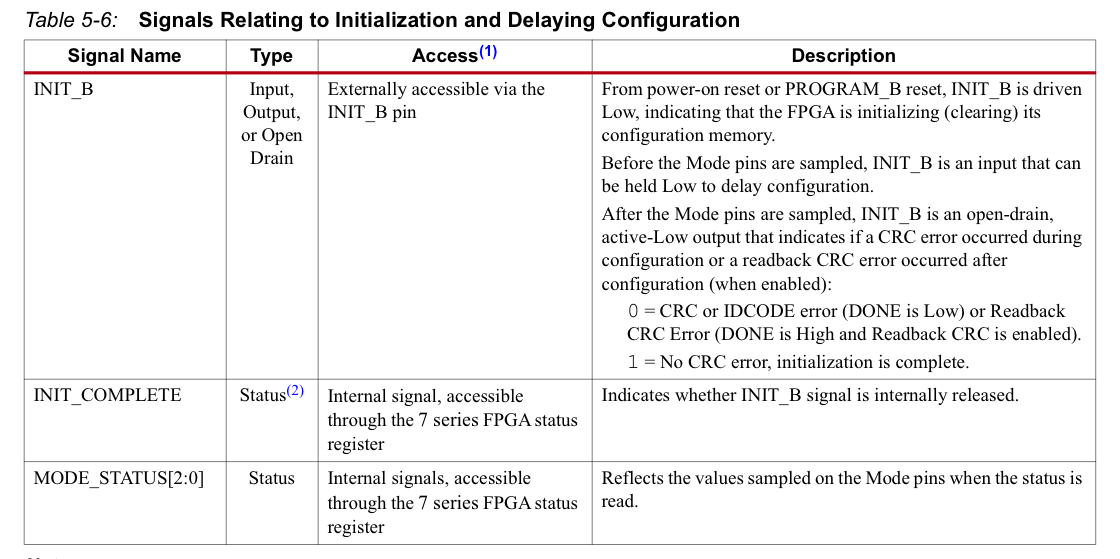 Table 5-6: Signals Relating to Initialization and Delaying Configuration
Signal Name Type Access(1) Description
INIT_B
Input,
Output,
or Open
Drain
Externally accessible via the
INIT_B pin
From power-on reset or PROGRAM_B reset, INIT_B is driven
Low, indicating that the FPGA is initializing (clearing) its
configuration memory.
Before the Mode pins are sampled, INIT_B is an input that can
be held Low to delay configuration.
After the Mode pins are sampled, INIT_B is an open-drain,
active-Low output that indicates if a CRC error occurred during
configuration or a readback CRC error occurred after
configuration (when enabled):
0 = CRC or IDCODE error (DONE is Low) or Readback
CRC Error (DONE is High and Readback CRC is enabled).
1 = No CRC error, initialization is complete.
INIT_COMPLETE
Status(2)
Internal signal, accessible
through the 7 series FPGA status
register
Indicates whether INIT_B signal is internally released.
MODE_STATUS[2:0]
Status
Internal signals, accessible
through the 7 series FPGA status
register
Reflects the values sampled on the Mode pins when the status is
read.